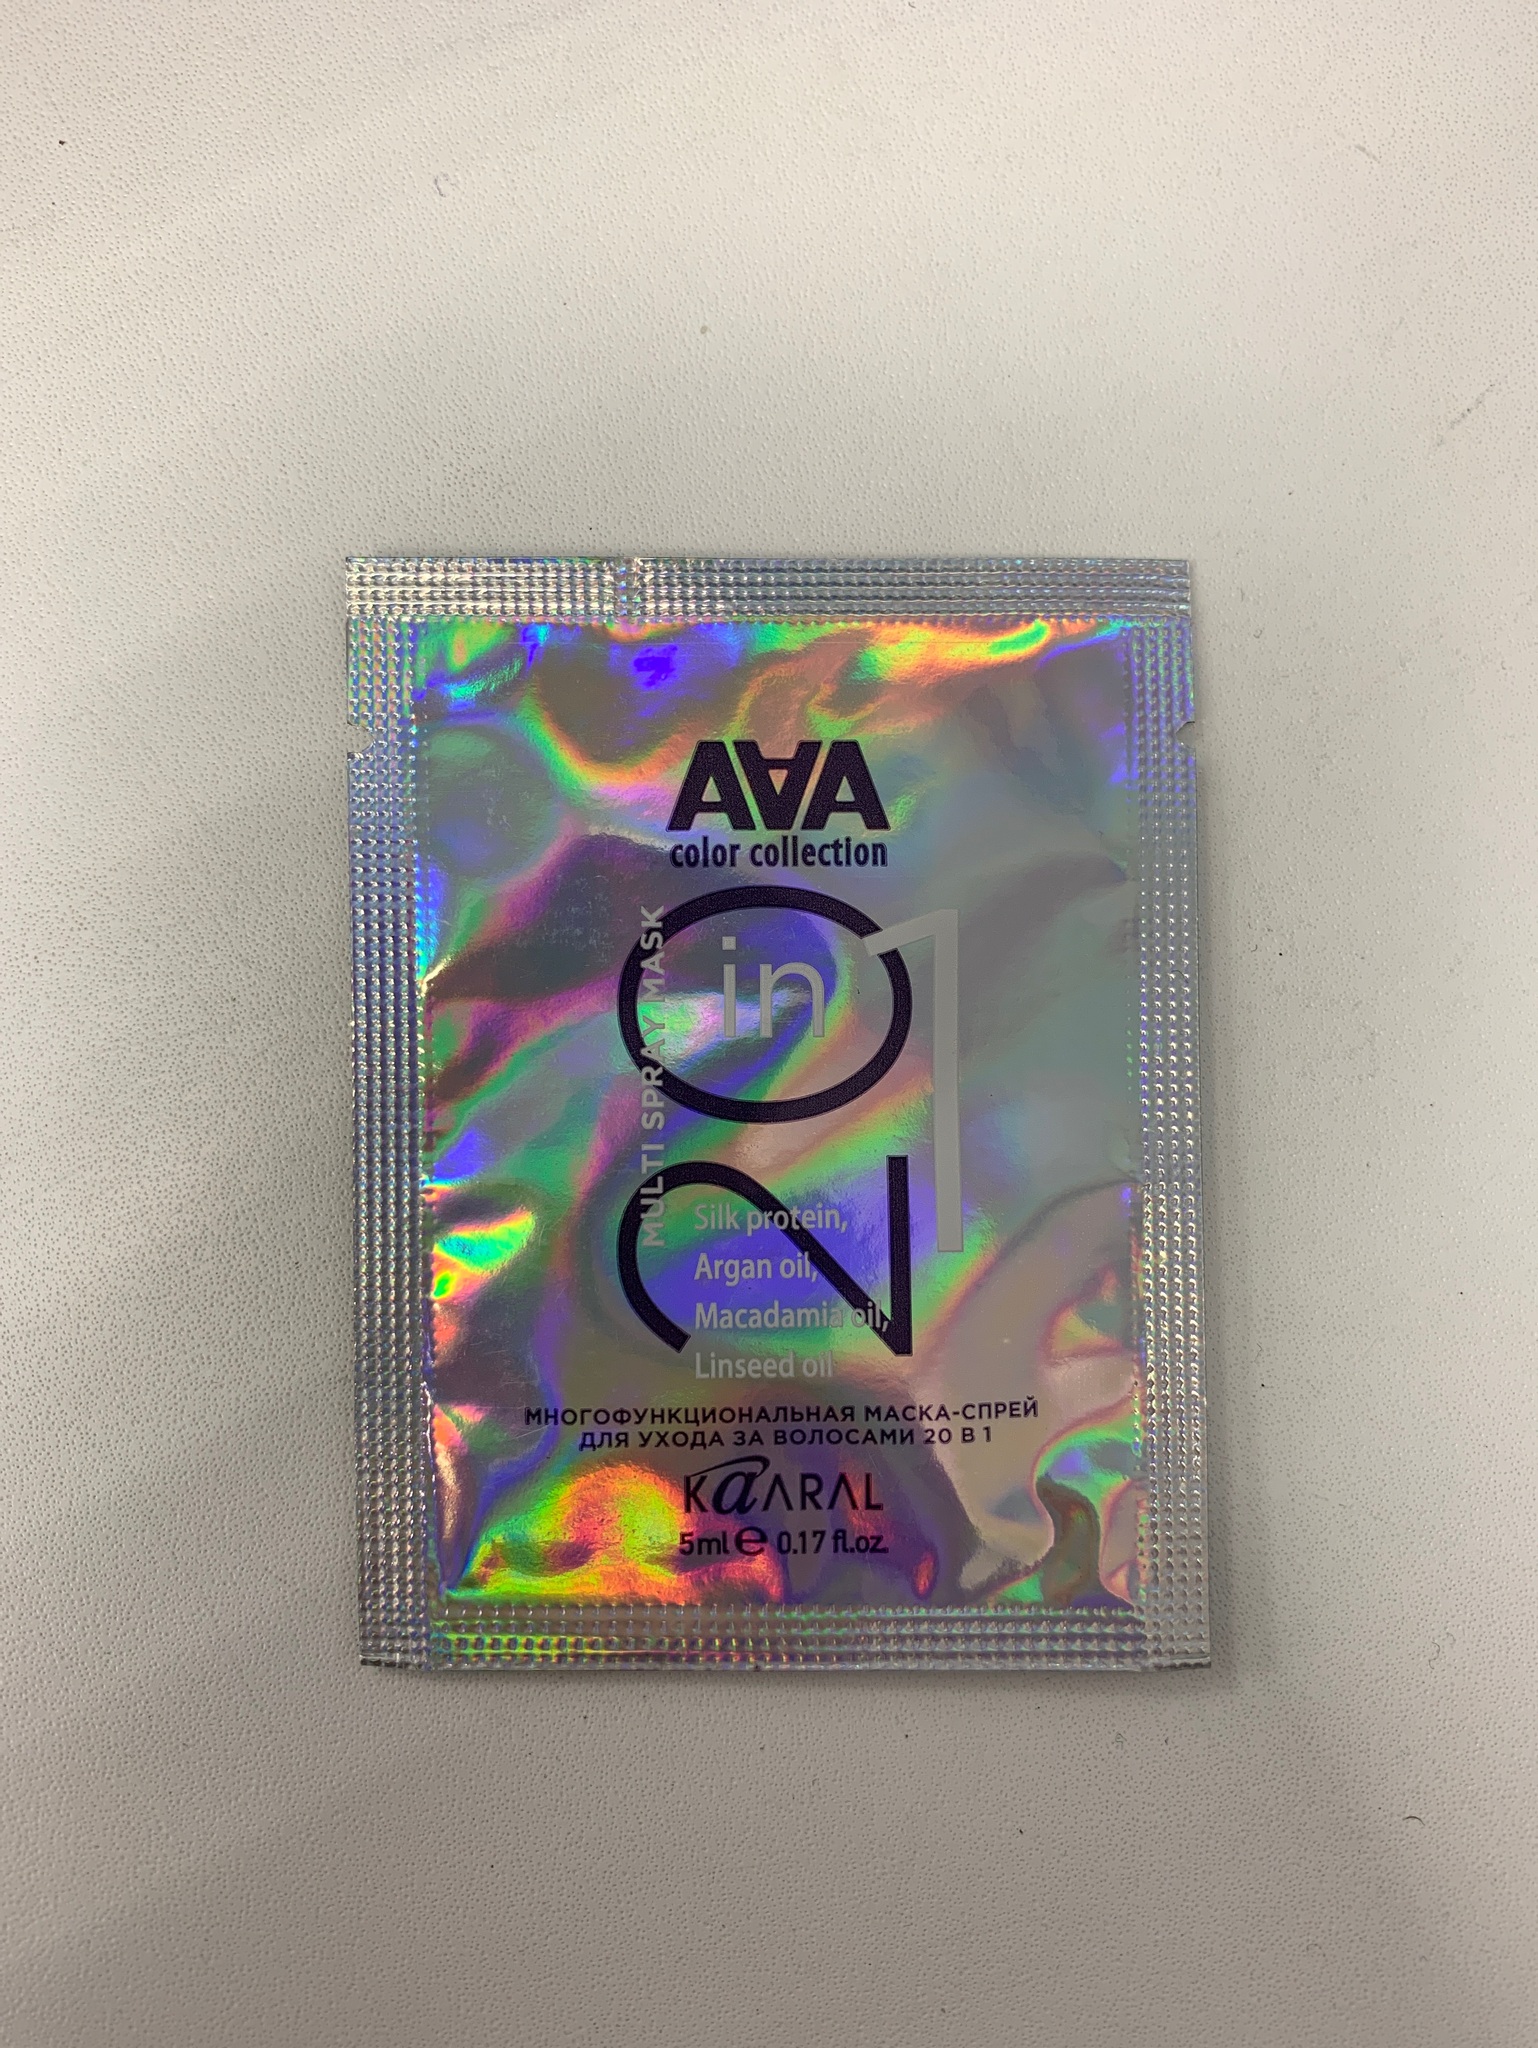 AAA
color collection
20 in 1
MULTI SPRAY MASK
Silk protein,
Argan oil,
Macadamia oil,
Linseed oil
МНОГОФУНКЦИОНАЛЬНАЯ МАСКА-СПРЕЙ
ДЛЯ УХОДА ЗА ВОЛОСАМИ 20 В 1
KAARAL
5ml e 0.17 fl.oz.